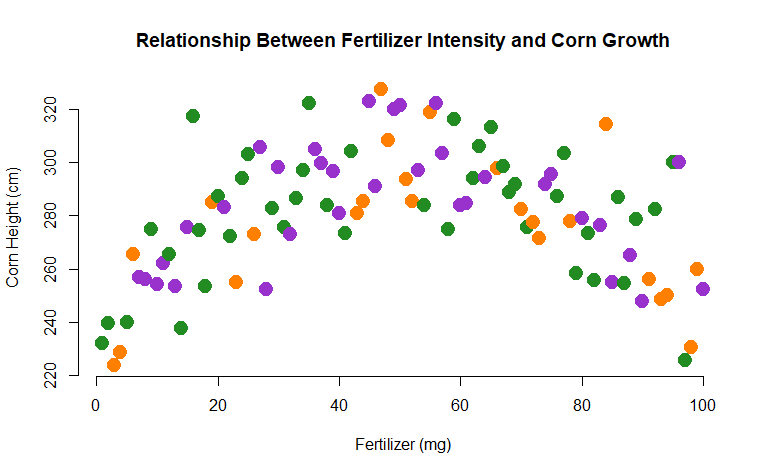 Relationship Between Fertilizer Intensity and Corn Growth
Corn Height (cm)
320
300
280
260
240
220
0 20 40 60 80 100
Fertilizer (mg)